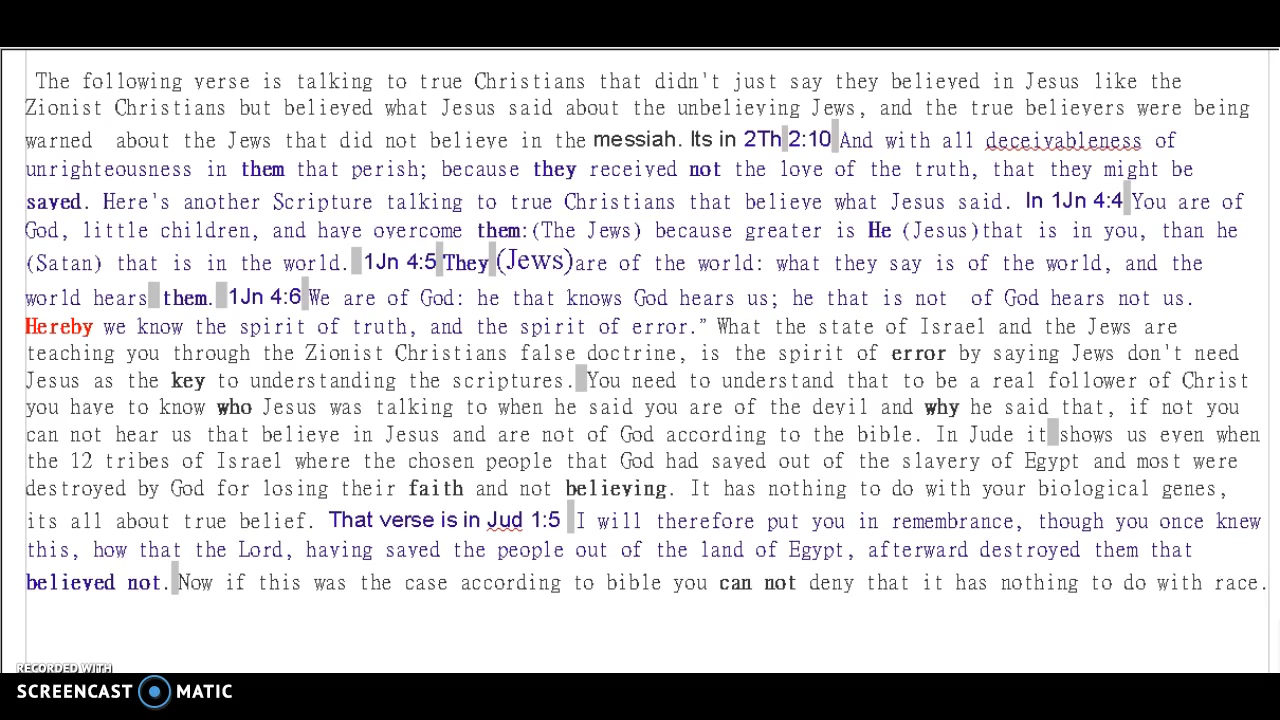 The following verse is talking to true Christians that didn't just say they believed in Jesus like the
Zionist Christians but believed what Jesus said about the unbelieving Jews, and the true believers were being
warned about the Jews that did not believe in the messiah. Its in 2Th 2:10 And with all deceivableness of
unrighteousness in them that perish; because they received not the love of the truth, that they might be
saved. Here's another Scripture talking to true Christians that believe what Jesus said. In 1Jn 4:4 You are of
God, little children, and have overcome them:(The Jews) because greater is He (Jesus)that is in you, than he
(Satan) that is in the world. 1Jn 4:5 They (Jews)are of the world: what they say is of the world, and the
world hears them. 1Jn 4:6 We are of God: he that knows God hears us; he that is not of God hears not us.
Hereby we know the spirit of truth, and the spirit of error.” What the state of Israel and the Jews are
teaching you through the Zionist Christians false doctrine, is the spirit of error by saying Jews don't need
Jesus as the key to understanding the scriptures. You need to understand that to be a real follower of Christ
you have to know who Jesus was talking to when he said you are of the devil and why he said that, if not you
can not hear us that believe in Jesus and are not of God according to the bible. In Jude it shows us even when
the 12 tribes of Israel where the chosen people that God had saved out of the slavery of Egypt and most were
destroyed by God for losing their faith and not believing. It has nothing to do with your biological genes,
its all about true belief. That verse is in Jud 1:5 I will therefore put you in remembrance, though you once knew
this, how that the Lord, having saved the people out of the land of Egypt, afterward destroyed them that
believed not. Now if this was the case according to bible you can not deny that it has nothing to do with race.
RECORDED WITH
SCREENCAST MATIC